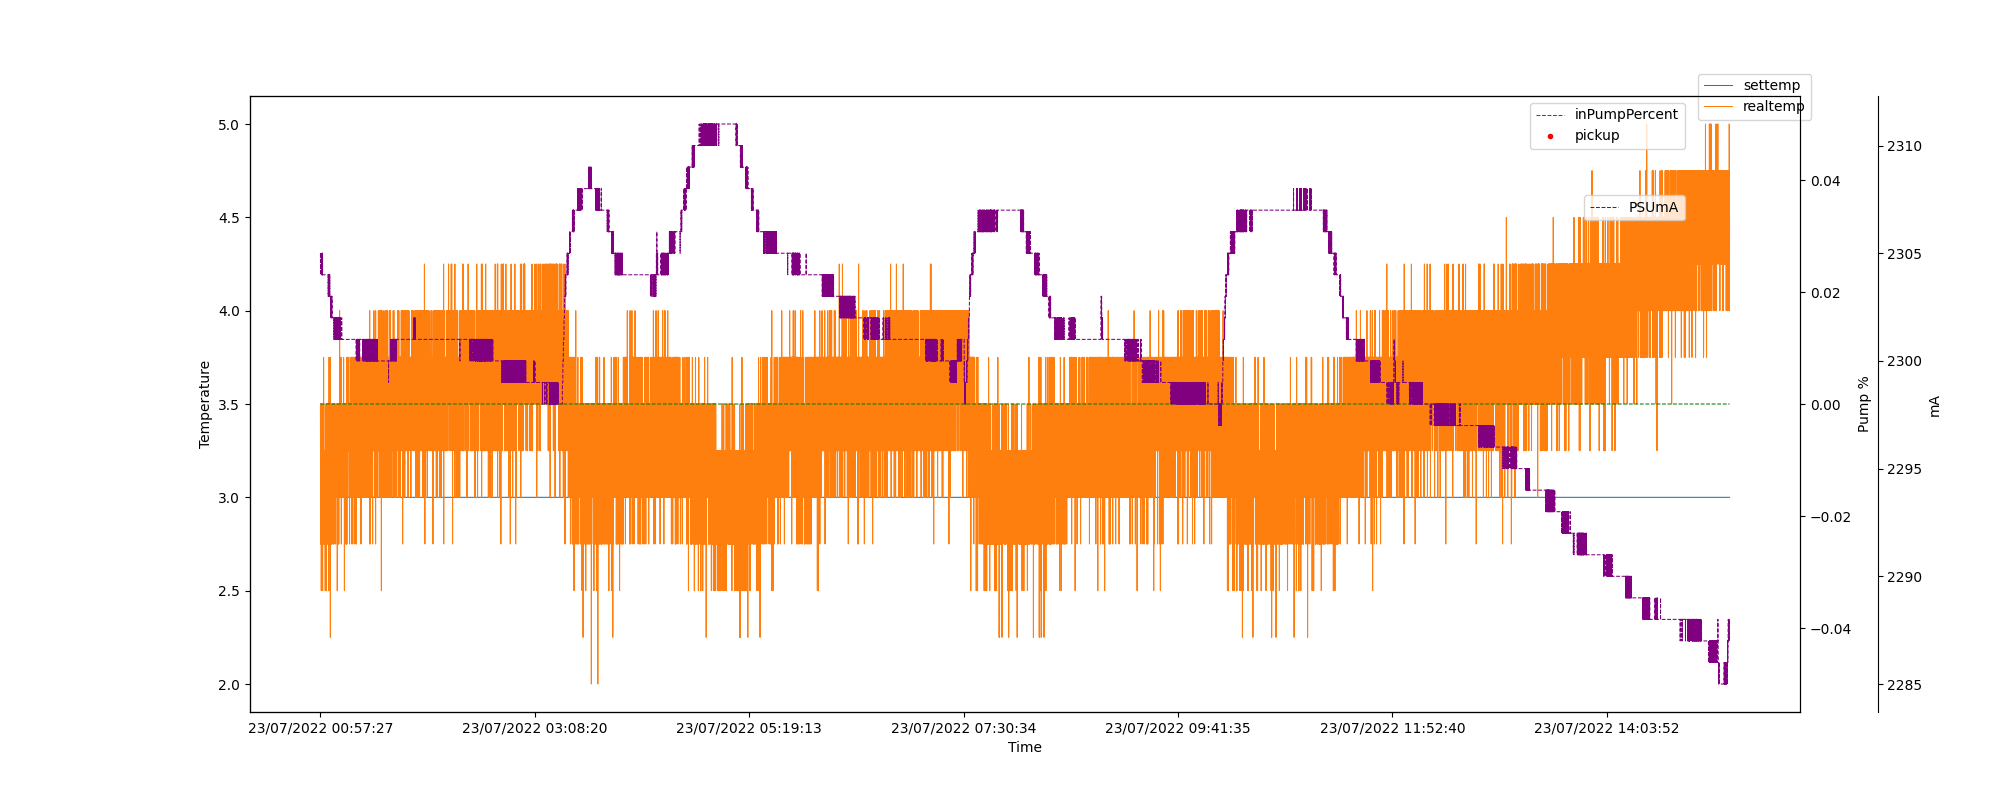 settemp
realtemp
inPumpPercent
pickup
PSUmA
5.0
4.5
4.0
3.5
3.0
2.5
2.0
Temperature
0.04
0.02
0.00
−0.02
−0.04
Pump %
2310
2305
2300
2295
2290
2285
mA
23/07/2022 00:57:27
23/07/2022 03:08:20
23/07/2022 05:19:13
23/07/2022 07:30:34
23/07/2022 09:41:35
23/07/2022 11:52:40
23/07/2022 14:03:52
Time